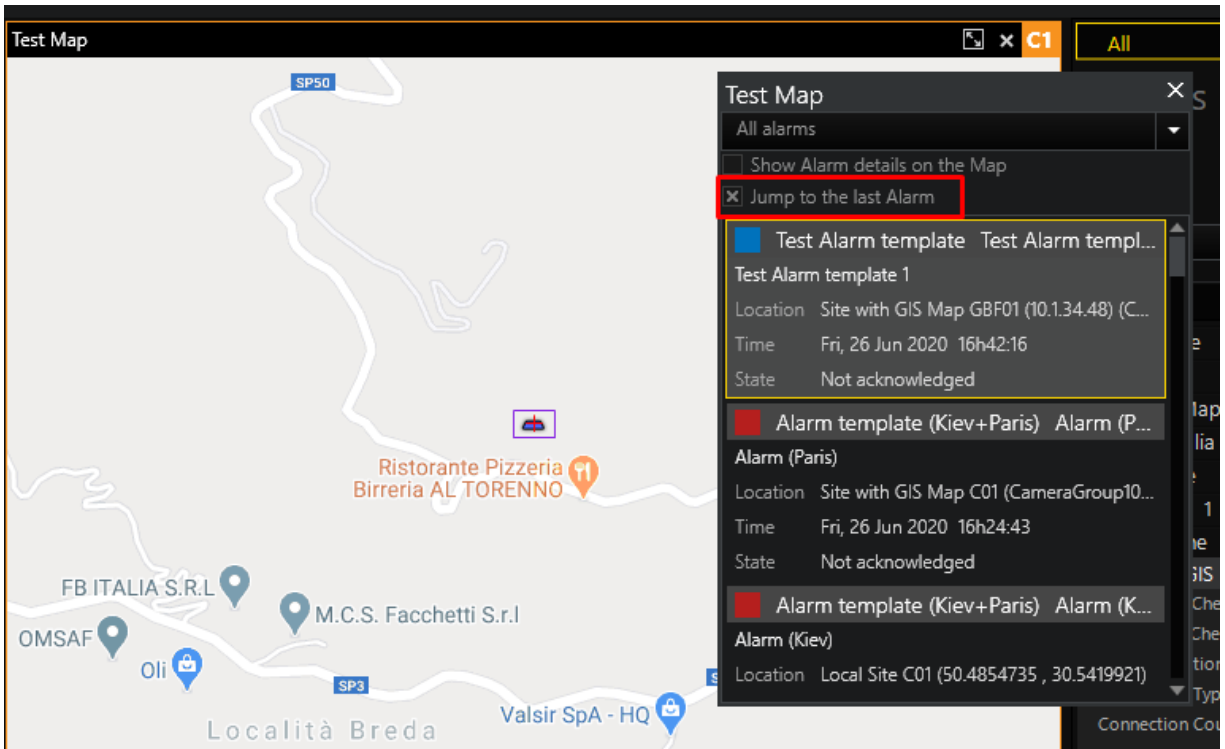 Test Map
C1
All
SP50
Test Map
All alarms
Show Alarm details on the Map
Jump to the last Alarm
Test Alarm template Test Alarm templ...
Test Alarm template 1
Location Site with GIS Map GBF01 (10.1.34.48) (C...
Time Fri, 26 Jun 2020 16h42:16
State Not acknowledged
Alarm template (Kiev+Paris) Alarm (P...
Alarm (Paris)
Location Site with GIS Map C01 (CameraGroup10...
Time Fri, 26 Jun 2020 16h24:43
State Not acknowledged
Alarm template (Kiev+Paris) Alarm (K...
Alarm (Kiev)
Location Local Site C01 (50.4854735 , 30.5419921)
Ristorante Pizzeria
Birreria AL TORENNO
FB ITALIA S.R.L
M.C.S. Facchetti S.r.l
OMSAF
Oli
SP3
Valsir SpA - HQ
Località Breda
Connection Cou